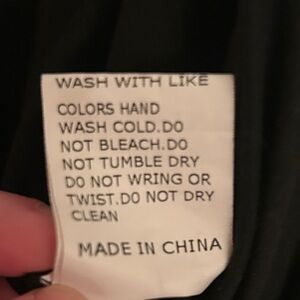 WASH WITH LIKE
COLORS HAND
WASH COLD.DO
NOT BLEACH.DO
NOT TUMBLE DRY
DO NOT WRING OR
TWIST.DO NOT DRY
CLEAN
MADE IN CHINA